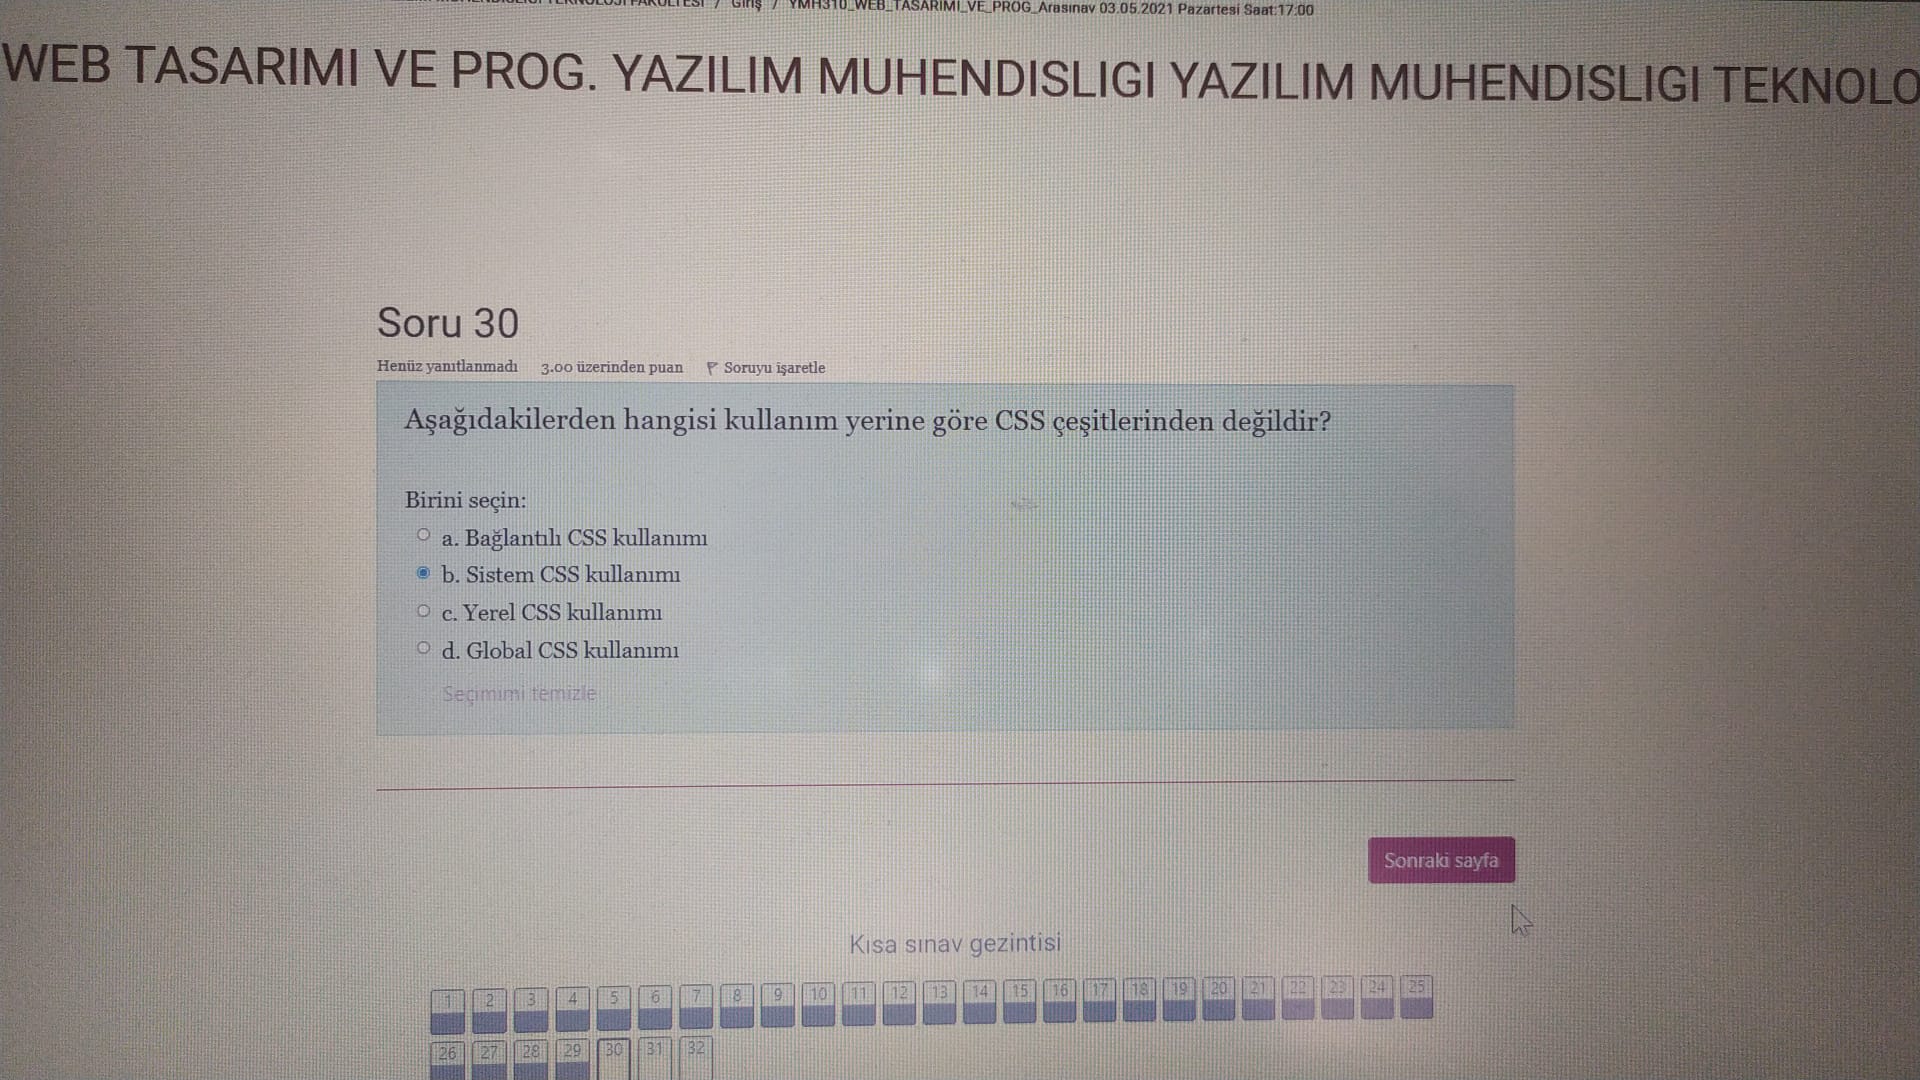 / Giriş / YMH310_WEB_TASARIMI_VE_PROG_Arasınav 03.05.2021 Pazartesi Saat:17:00
WEB TASARIMI VE PROG. YAZILIM MUHENDISLIGI YAZILIM MUHENDISLIGI TEKNOLO
Soru 30
Henüz yanıtlanmadı 3.00 üzerinden puan Soruyu işaretle
Aşağıdakilerden hangisi kullanım yerine göre CSS çeşitlerinden değildir?
Birini seçin:
a. Bağlantılı CSS kullanımı
b. Sistem CSS kullanımı
c. Yerel CSS kullanımı
d. Global CSS kullanımı
Seçimimi temizle
Sonraki sayfa
Kısa sınav gezintisi
1 2 3 4 5 6 7 8 9 10 11 12 13 14 15 16 17 18 19 20 21 22 23 24 25
26 27 28 29 30 31 32